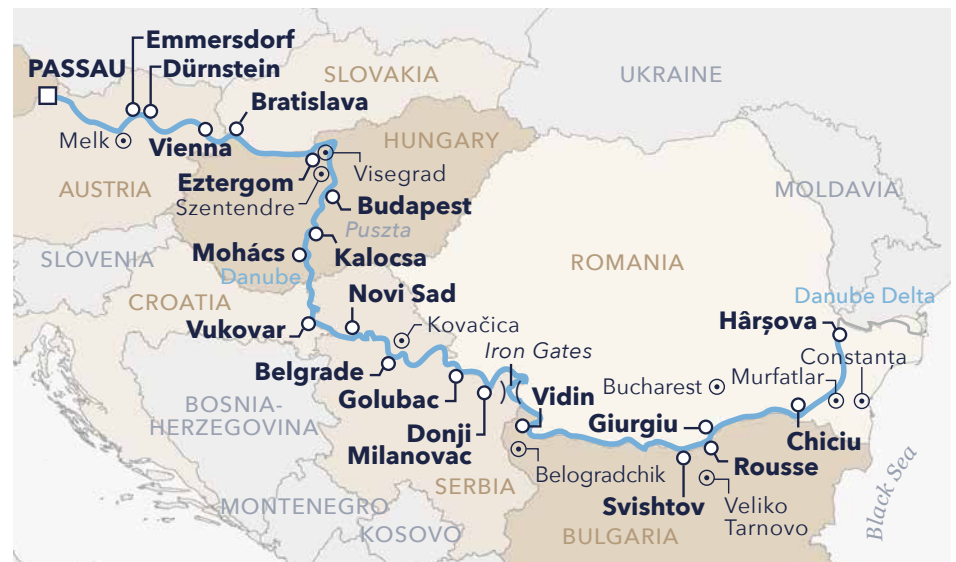 Emmersdorf
PASSAU
Dürnstein
SLOVAKIA
UKRAINE
Bratislava
Melk
Vienna
HUNGARY
Eztergom
Visegrad
AUSTRIA
Szentendre
Budapest
MOLDAVIA
Puszta
Mohács
Kalocsa
SLOVENIA
Danube
ROMANIA
CROATIA
Novi Sad
Danube Delta
Vukovar
Kovačica
Hârșova
Iron Gates
Constanța
Belgrade
Bucharest
Murfatlar
Golubac
Vidin
BOSNIA-
HERZEGOVINA
Giurgiu
Donji
Milanovac
Chiciu
Belogradchik
Rousse
SERBIA
Svishtov
Veliko
Tarnovo
Black Sea
MONTENEGRO
KOSOVO
BULGARIA